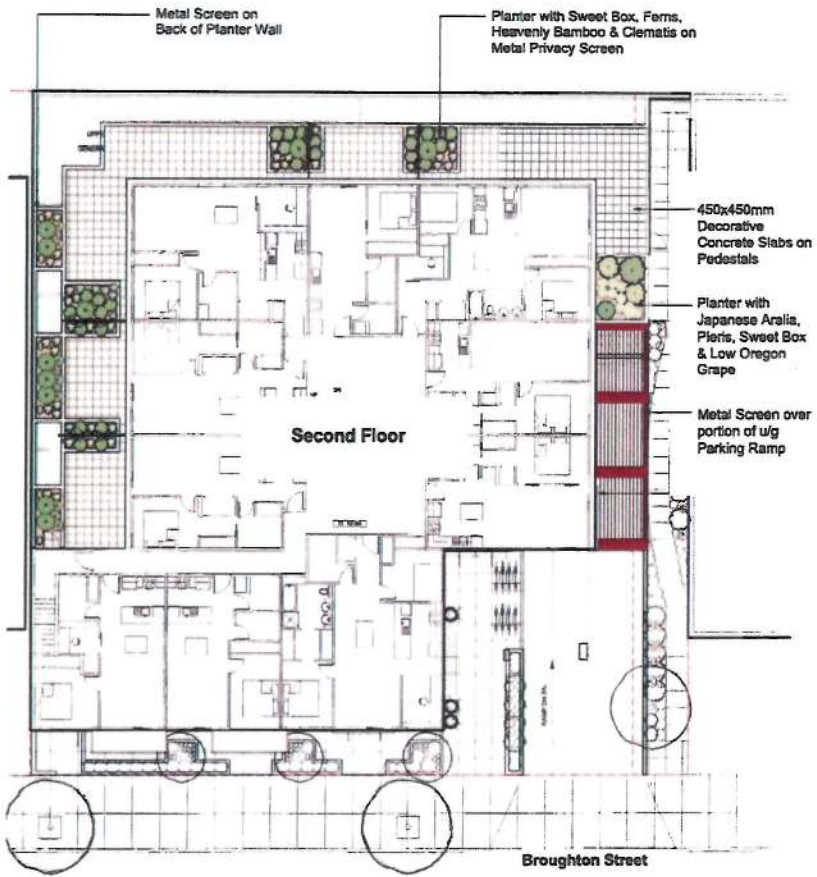 Metal Screen on
Back of Planter Wall
Planter with Sweet Box, Ferns,
Heavenly Bamboo & Clematis on
Metal Privacy Screen
450x450mm
Decorative
Concrete Slabs on
Pedestals
Planter with
Japanese Aralia,
Pieris, Sweet Box
& Low Oregon
Grape
Metal Screen over
portion of u/g
Parking Ramp
Second Floor
Broughton Street